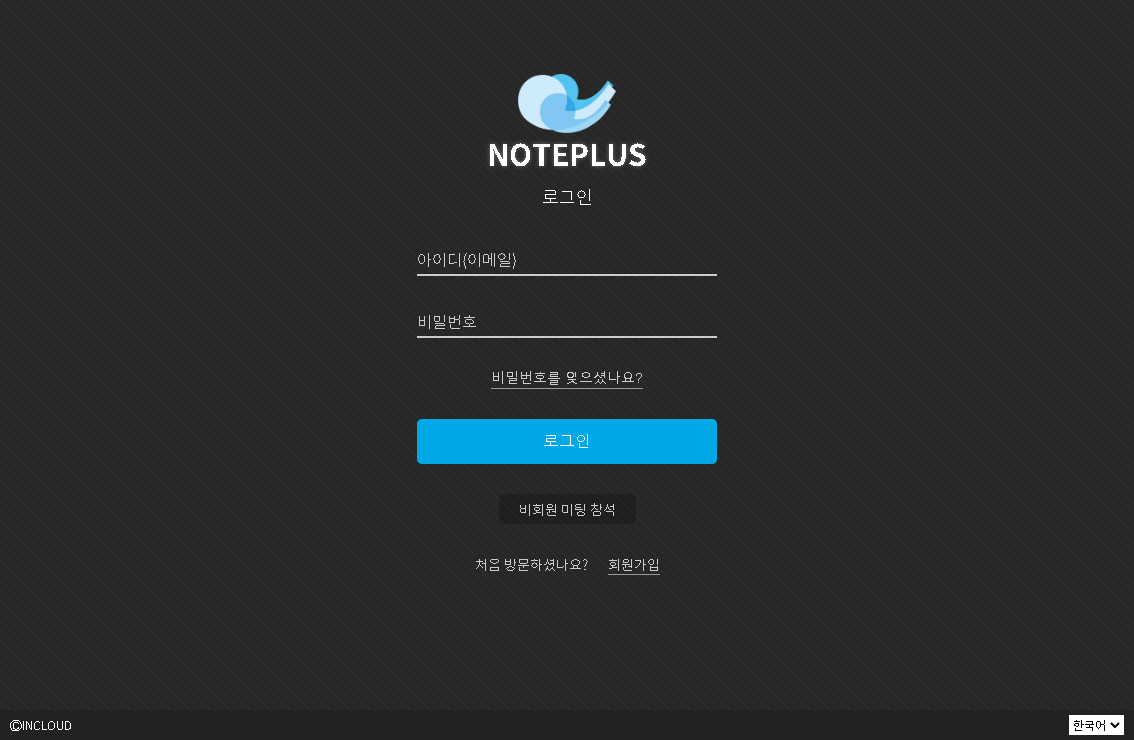 NOTEPLUS
로그인
아이디(이메일)
비밀번호
비밀번호를 잊으셨나요?
로그인
비회원 미팅 참석
처음 방문하셨나요? 회원가입
ⒸINCLOUD 한국어